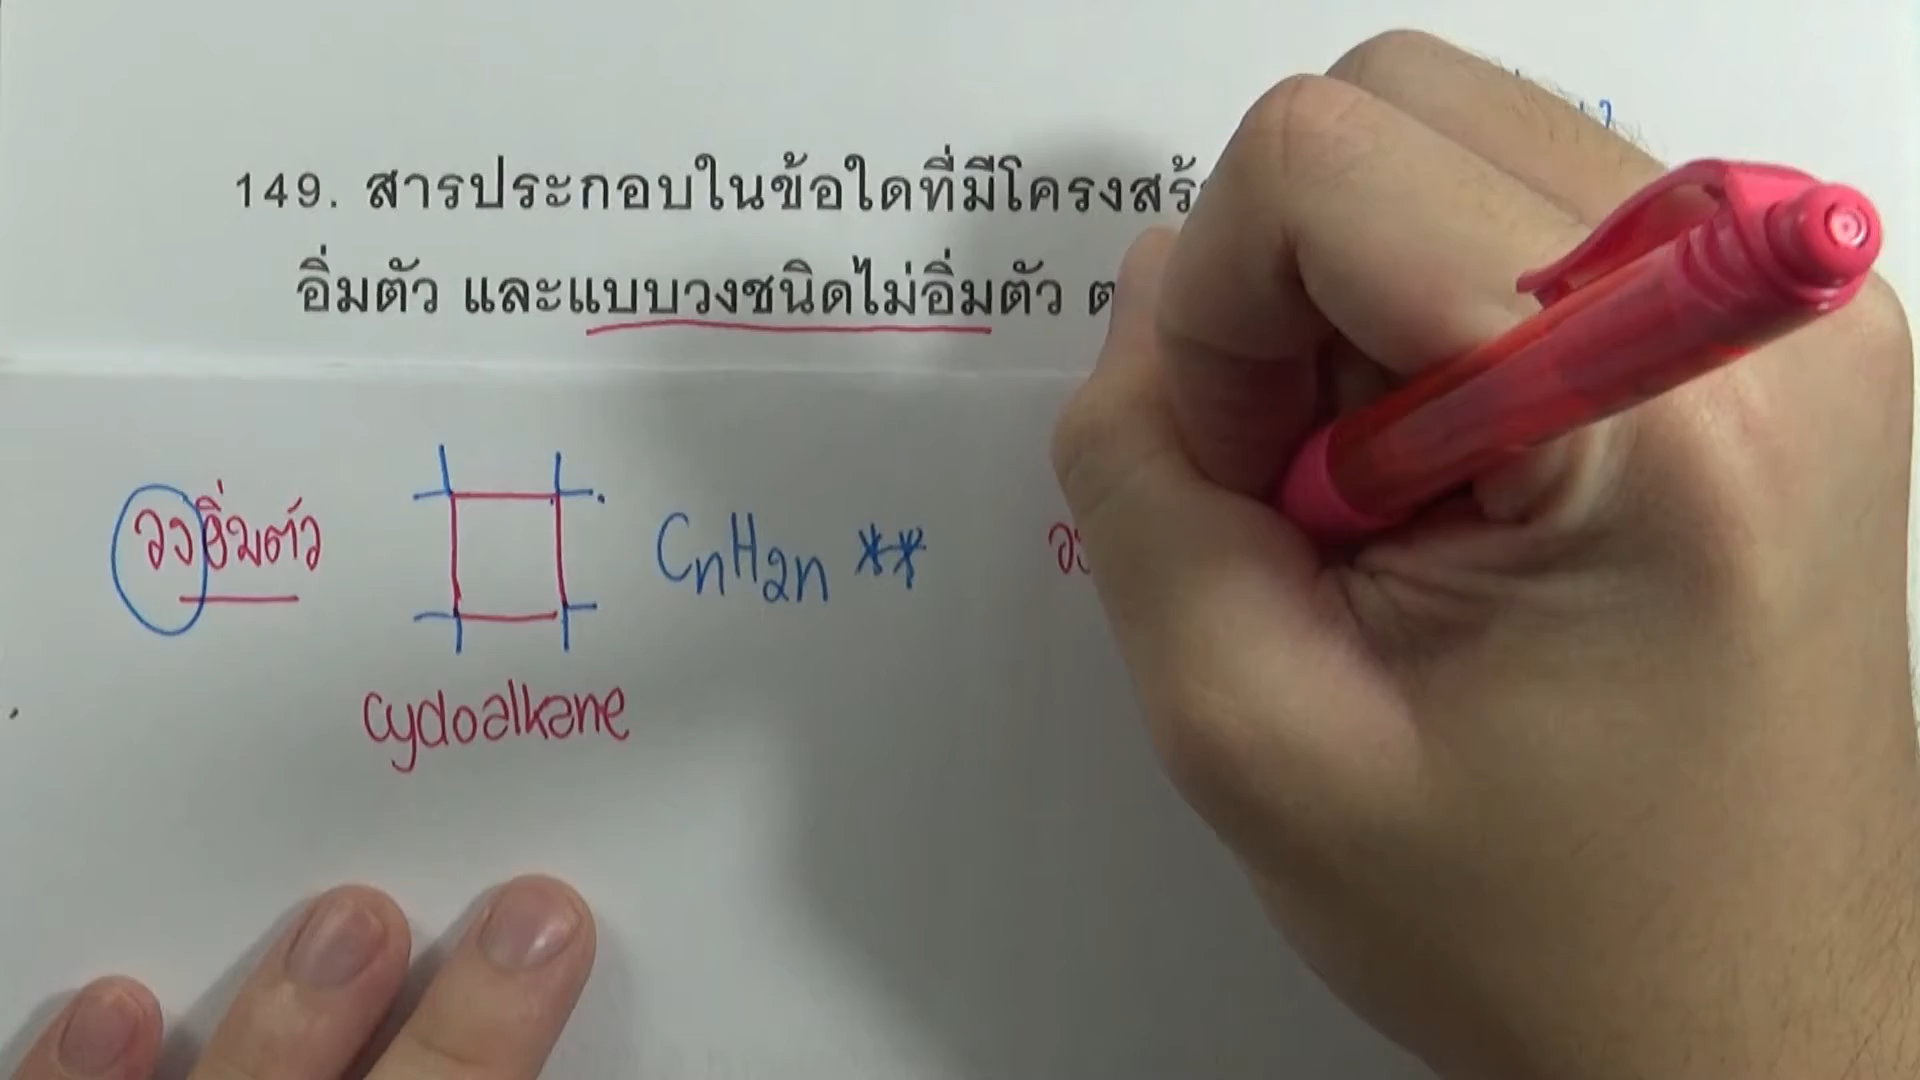 149. สารประกอบในข้อใดที่มีโครงสร้
อิ่มตัว และแบบวงชนิดไม่อิ่มตัว ต
วงอิ่มตัว
CnH2n **
cycloalkane